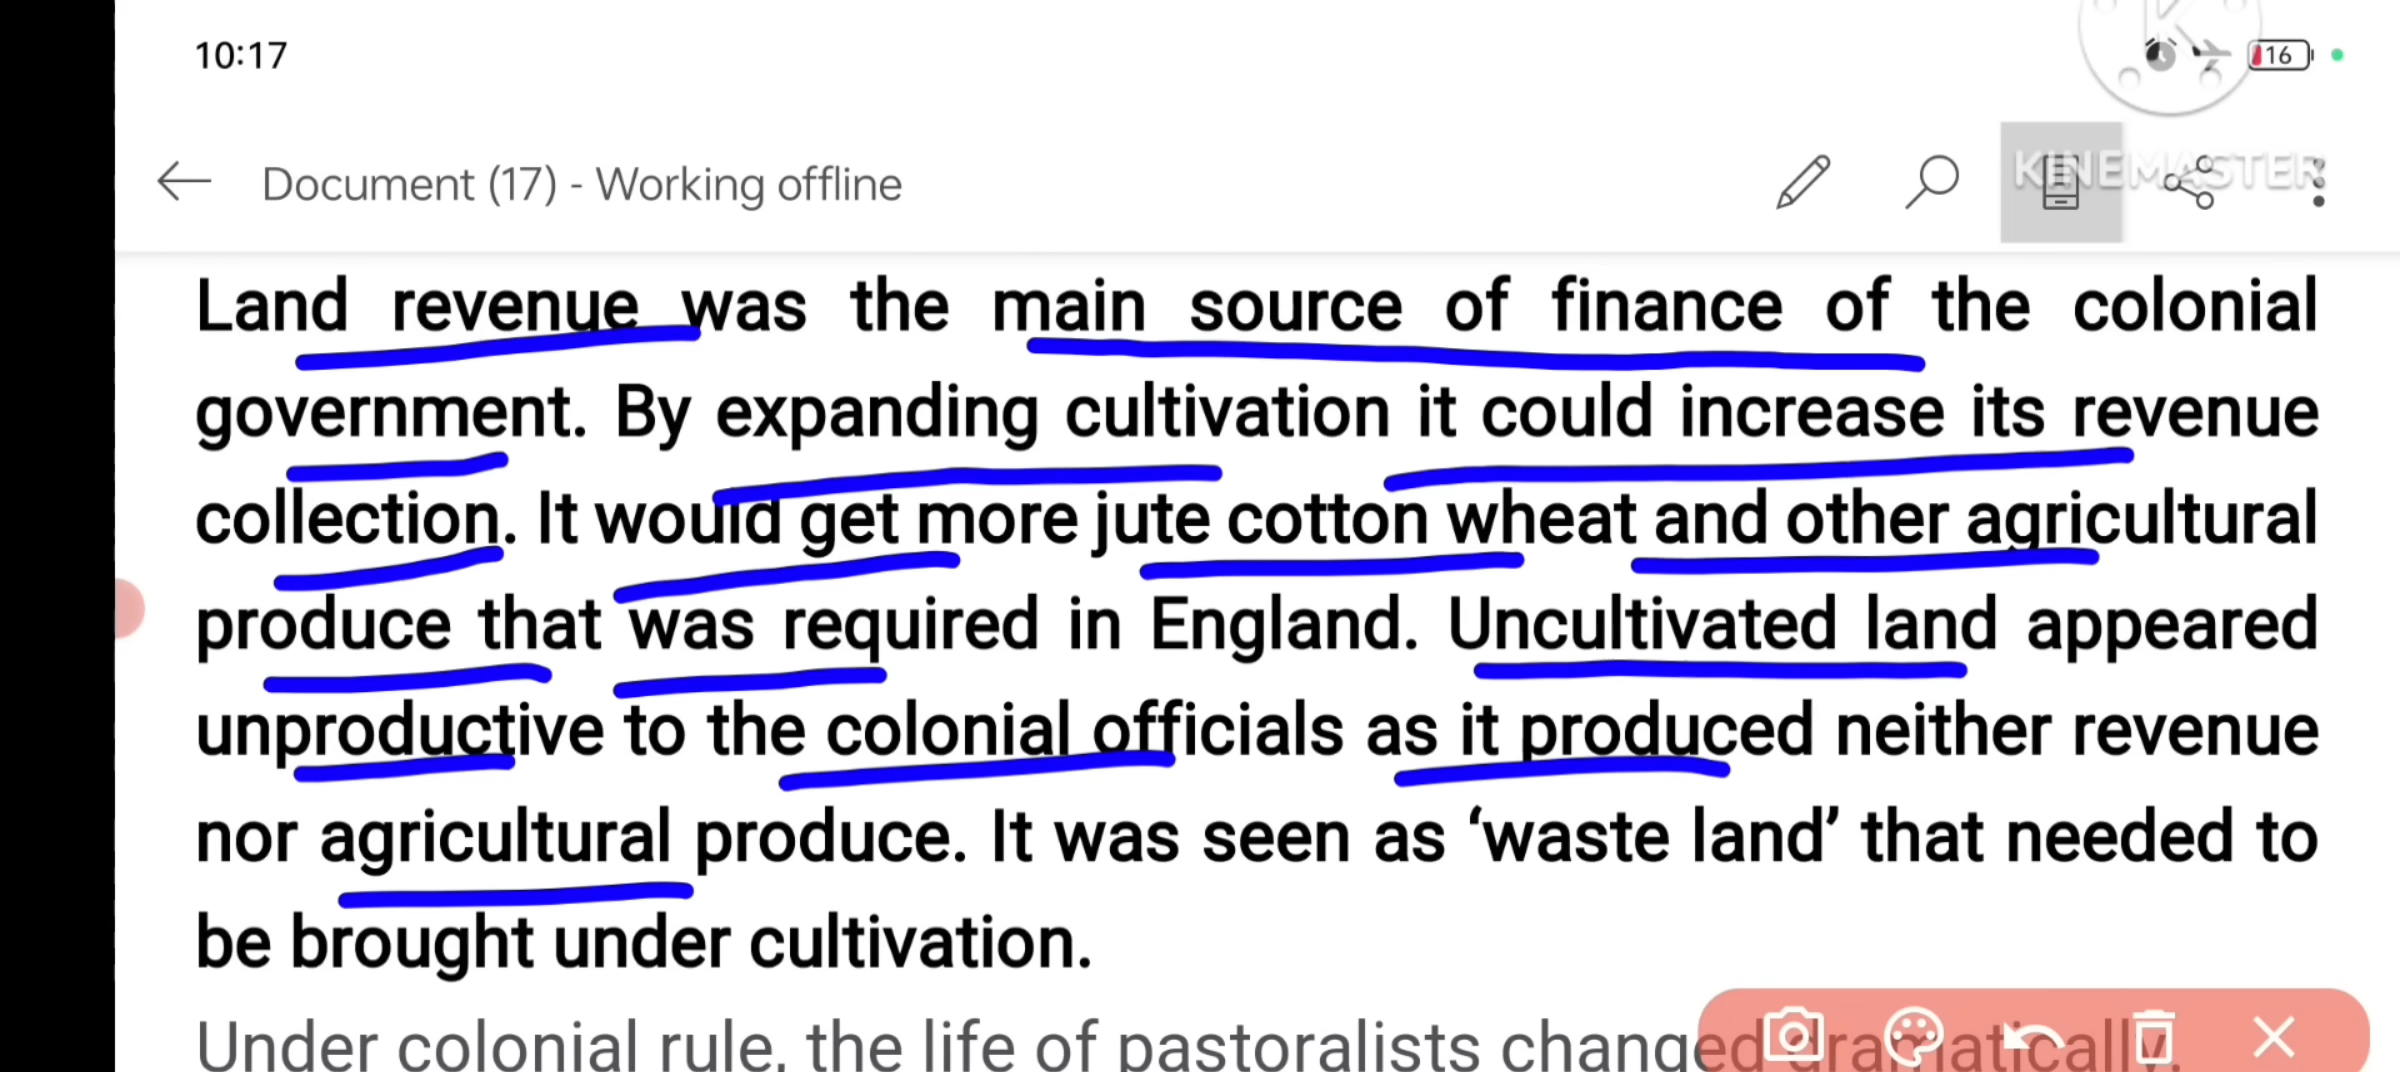 10:17
16
Document (17) - Working offline
KINEMASTER
Land revenue was the main source of finance of the colonial
government. By expanding cultivation it could increase its revenue
collection. It would get more jute cotton wheat and other agricultural
produce that was required in England. Uncultivated land appeared
unproductive to the colonial officials as it produced neither revenue
nor agricultural produce. It was seen as ‘waste land’ that needed to
be brought under cultivation.
Under colonial rule, the life of pastoralists changed dramatically.